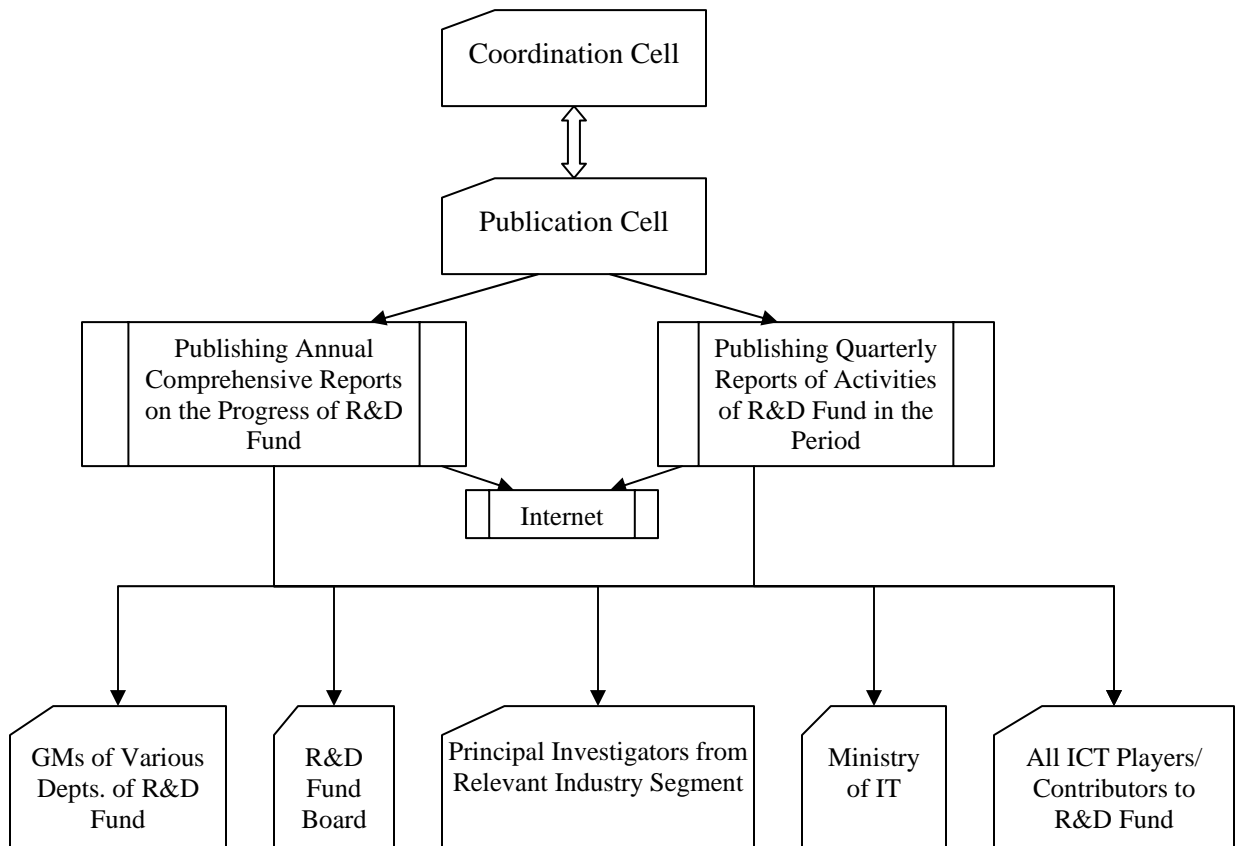 Coordination Cell
Publication Cell
Publishing Annual
Comprehensive Reports
on the Progress of R&D
Fund
Publishing Quarterly
Reports of Activities
of R&D Fund in the
Period
Internet
GMs of Various
Depts. of R&D
Fund
R&D
Fund
Board
Principal Investigators from
Relevant Industry Segment
Ministry
of IT
All ICT Players/
Contributors to
R&D Fund